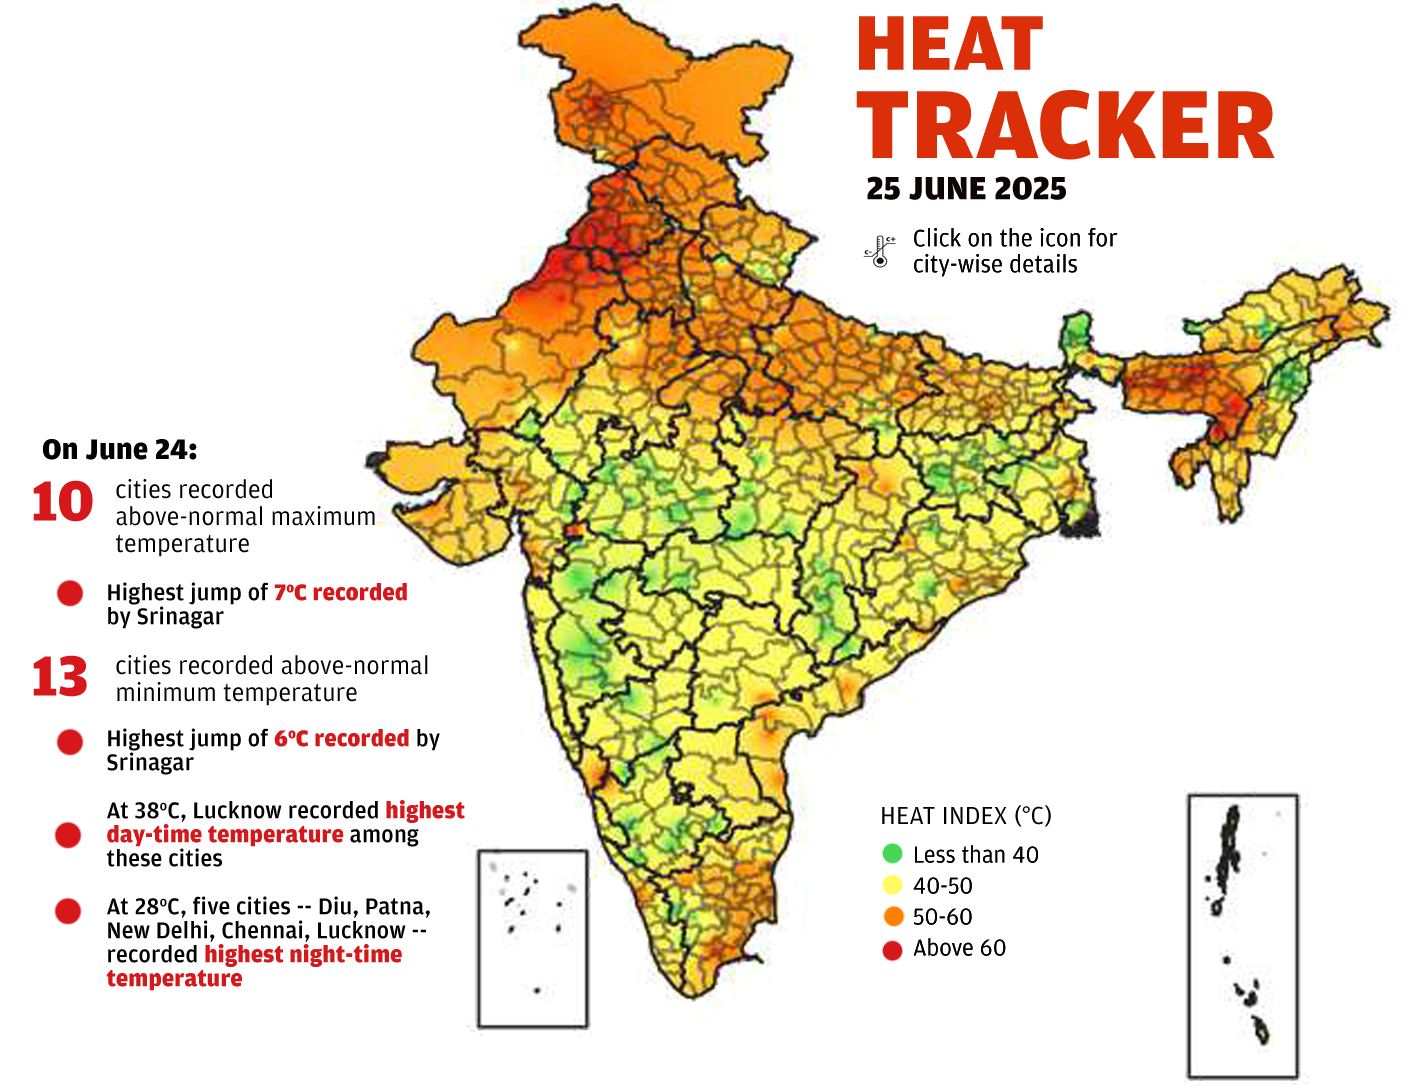 HEAT
TRACKER
25 JUNE 2025
C+
C-
Click on the icon for
city-wise details
On June 24:
10
cities recorded
above-normal maximum
temperature
Highest jump of 7ºC recorded
by Srinagar
13
cities recorded above-normal
minimum temperature
Highest jump of 6ºC recorded by
Srinagar
At 38ºC, Lucknow recorded highest
day-time temperature among
these cities
At 28ºC, five cities -- Diu, Patna,
New Delhi, Chennai, Lucknow --
recorded highest night-time
temperature
HEAT INDEX (°C)
Less than 40
40-50
50-60
Above 60